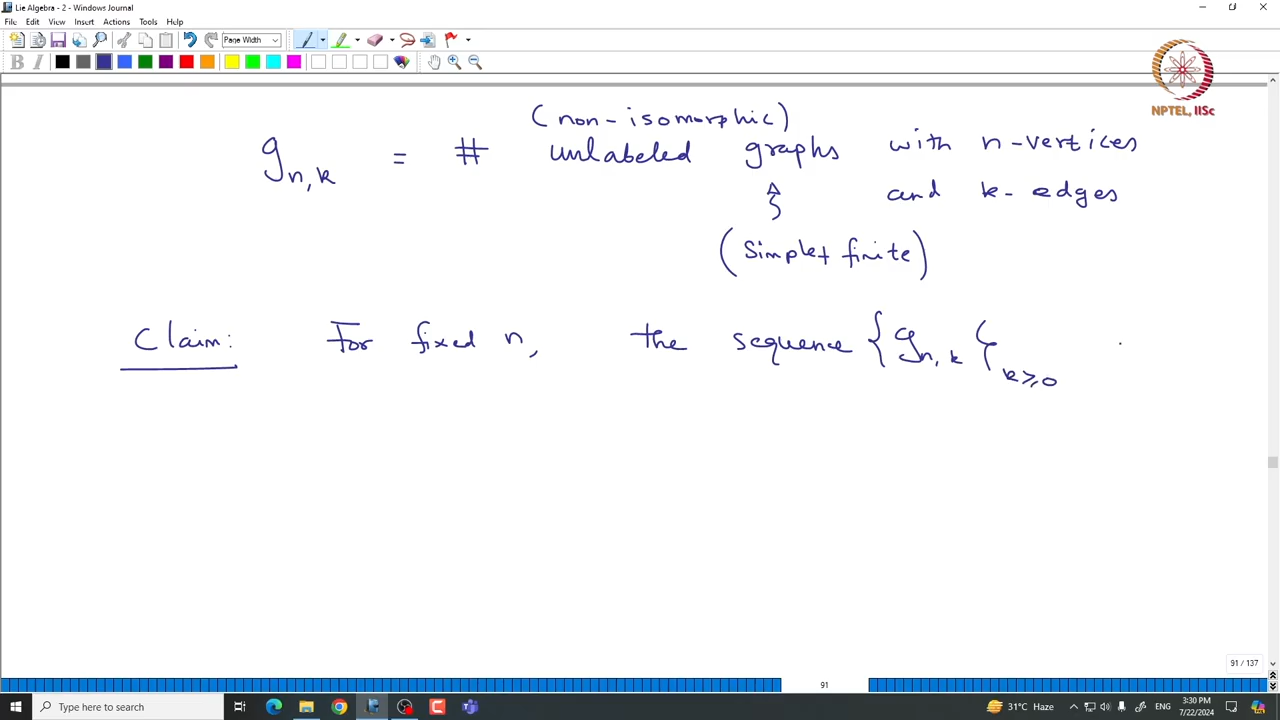 Lie Algebra - 2 - Windows Journal
File Edit View Insert Actions Tools Help
Page Width
B I
NPTEL, IISc
(non-isomorphic)
g_{n,k} = # unlabeled graphs with n-vertices
and k-edges
(Simple + finite)
Claim: For fixed n, the sequence {g_{n,k}}_{k≥0}
91 / 137
91
Type here to search
31°C Haze
ENG
3:30 PM
7/22/2024